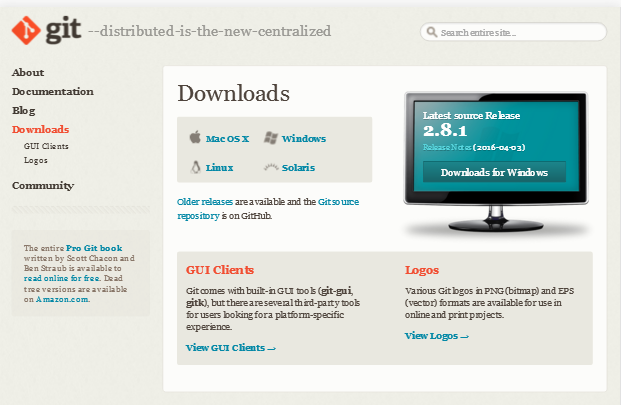 git --distributed-is-the-new-centralized
Search entire site...
About
Documentation
Blog
Downloads
GUI Clients
Logos
Community
The entire Pro Git book
written by Scott Chacon and
Ben Straub is available to
read online for free. Dead
tree versions are available
on Amazon.com.
Downloads
Mac OS X
Windows
Linux
Solaris
Older releases are available and the Git source
repository is on GitHub.
Latest source Release
2.8.1
Release Notes (2016-04-03)
Downloads for Windows
GUI Clients
Git comes with built-in GUI tools (git-gui,
gitk), but there are several third-party tools
for users looking for a platform-specific
experience.
View GUI Clients →
Logos
Various Git logos in PNG (bitmap) and EPS
(vector) formats are available for use in
online and print projects.
View Logos →